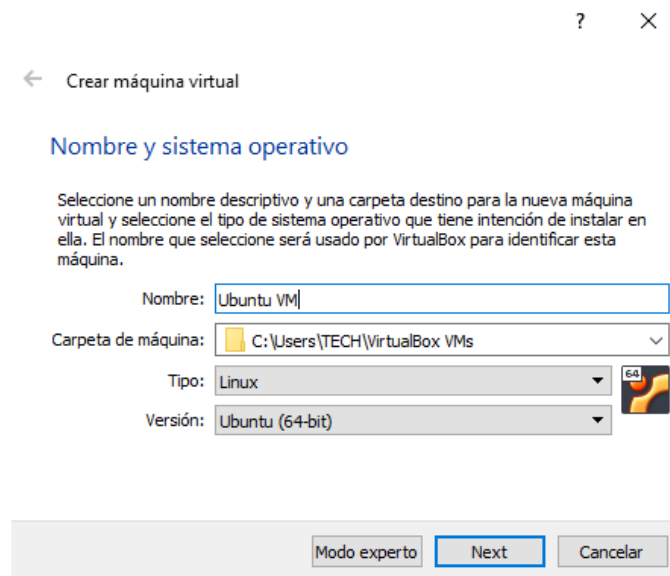 ?
Crear máquina virtual
Nombre y sistema operativo
Seleccione un nombre descriptivo y una carpeta destino para la nueva máquina
virtual y seleccione el tipo de sistema operativo que tiene intención de instalar en
ella. El nombre que seleccione será usado por VirtualBox para identificar esta
máquina.
Nombre: Ubuntu VM
Carpeta de máquina: C:\Users\TECH\VirtualBox VMs
Tipo: Linux
64
Versión: Ubuntu (64-bit)
Modo experto Next Cancelar